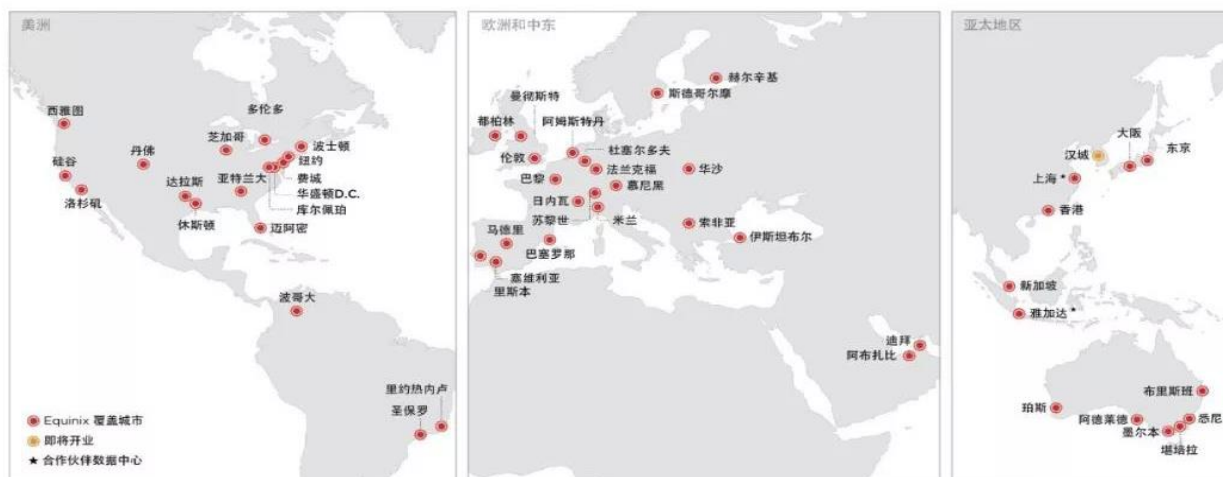 美洲
西雅图
多伦多
硅谷
丹佛
芝加哥
波士顿
纽约
费城
洛杉矶
达拉斯
亚特兰大
华盛顿D.C.
库尔佩珀
休斯顿
迈阿密
波哥大
里约热内卢
圣保罗
Equinix 覆盖城市
即将开业
★ 合作伙伴数据中心
欧洲和中东
赫尔辛基
斯德哥尔摩
曼彻斯特
都柏林
阿姆斯特丹
杜塞尔多夫
伦敦
法兰克福
华沙
巴黎
慕尼黑
日内瓦
苏黎世
米兰
索非亚
马德里
巴塞罗那
伊斯坦布尔
塞维利亚
里斯本
迪拜
阿布扎比
亚太地区
大阪
汉城
东京
上海★
香港
新加坡
雅加达★
布里斯班
珀斯
阿德莱德
悉尼
墨尔本
堪培拉